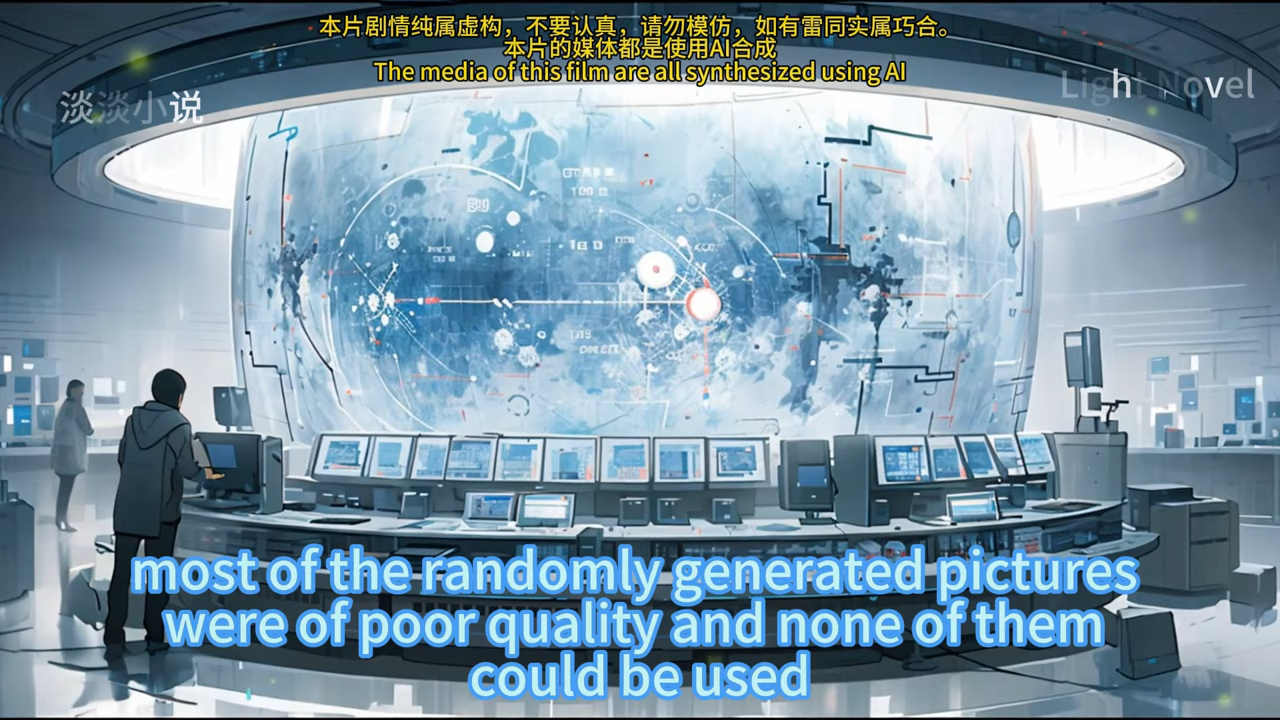 本片剧情纯属虚构，不要认真，请勿模仿，如有雷同实属巧合。
本片的媒体都是使用AI合成
The media of this film are all synthesized using AI
淡淡小说
Light Novel
most of the randomly generated pictures
were of poor quality and none of them
could be used